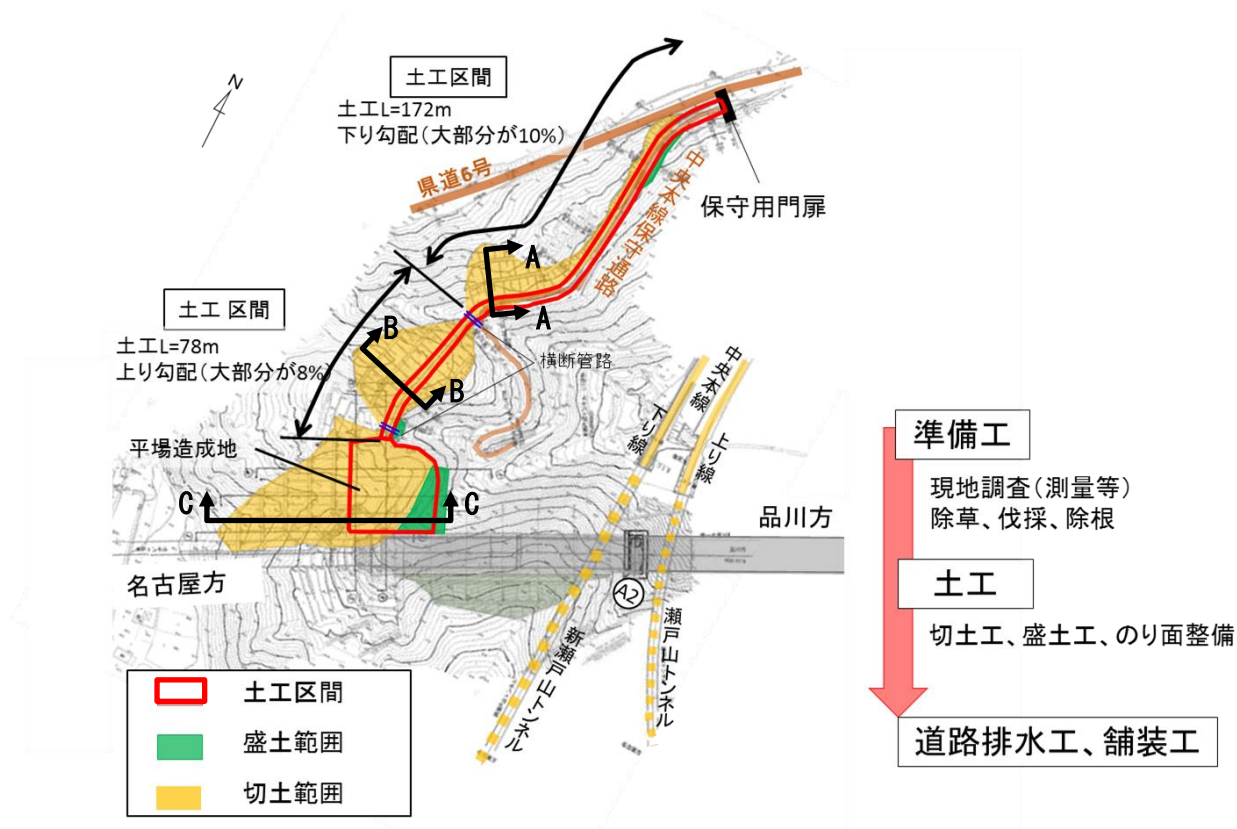 N
土工区間
土工L=172m
下り勾配（大部分が10%）
県道6号
中央本線保守通路
保守用門扉
A
A
土工 区間
土工L=78m
上り勾配（大部分が8%）
B
B
横断管路
平場造成地
C
C
中央本線
下り線
上り線
品川方
名古屋方
A2
新瀬戸山トンネル
瀬戸山トンネル
土工区間
盛土範囲
切土範囲
準備工
現地調査（測量等）
除草、伐採、除根
土工
切土工、盛土工、のり面整備
道路排水工、舗装工